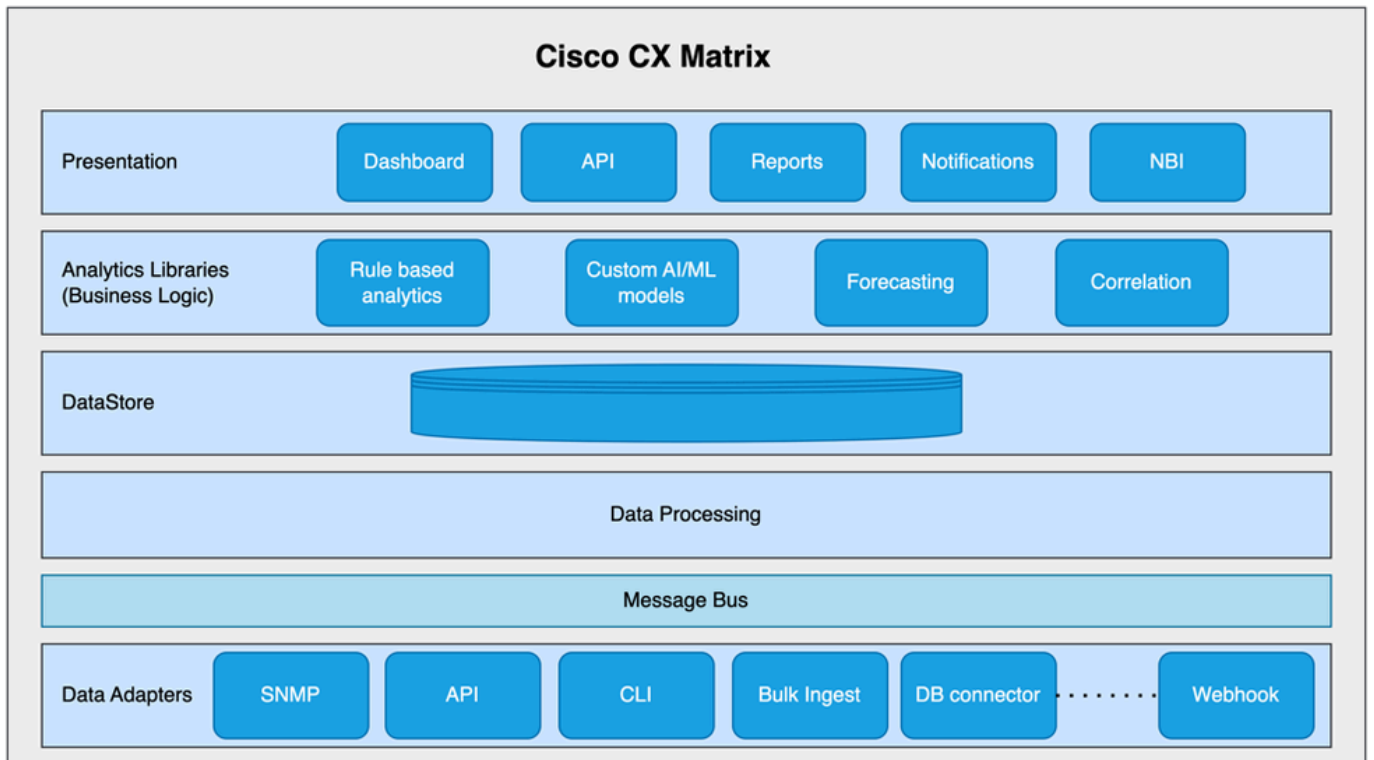 Cisco CX Matrix
Presentation
Dashboard
API
Reports
Notifications
NBI
Analytics Libraries
(Business Logic)
Rule based
analytics
Custom AI/ML
models
Forecasting
Correlation
DataStore
Data Processing
Message Bus
Data Adapters
SNMP
API
CLI
Bulk Ingest
DB connector
Webhook